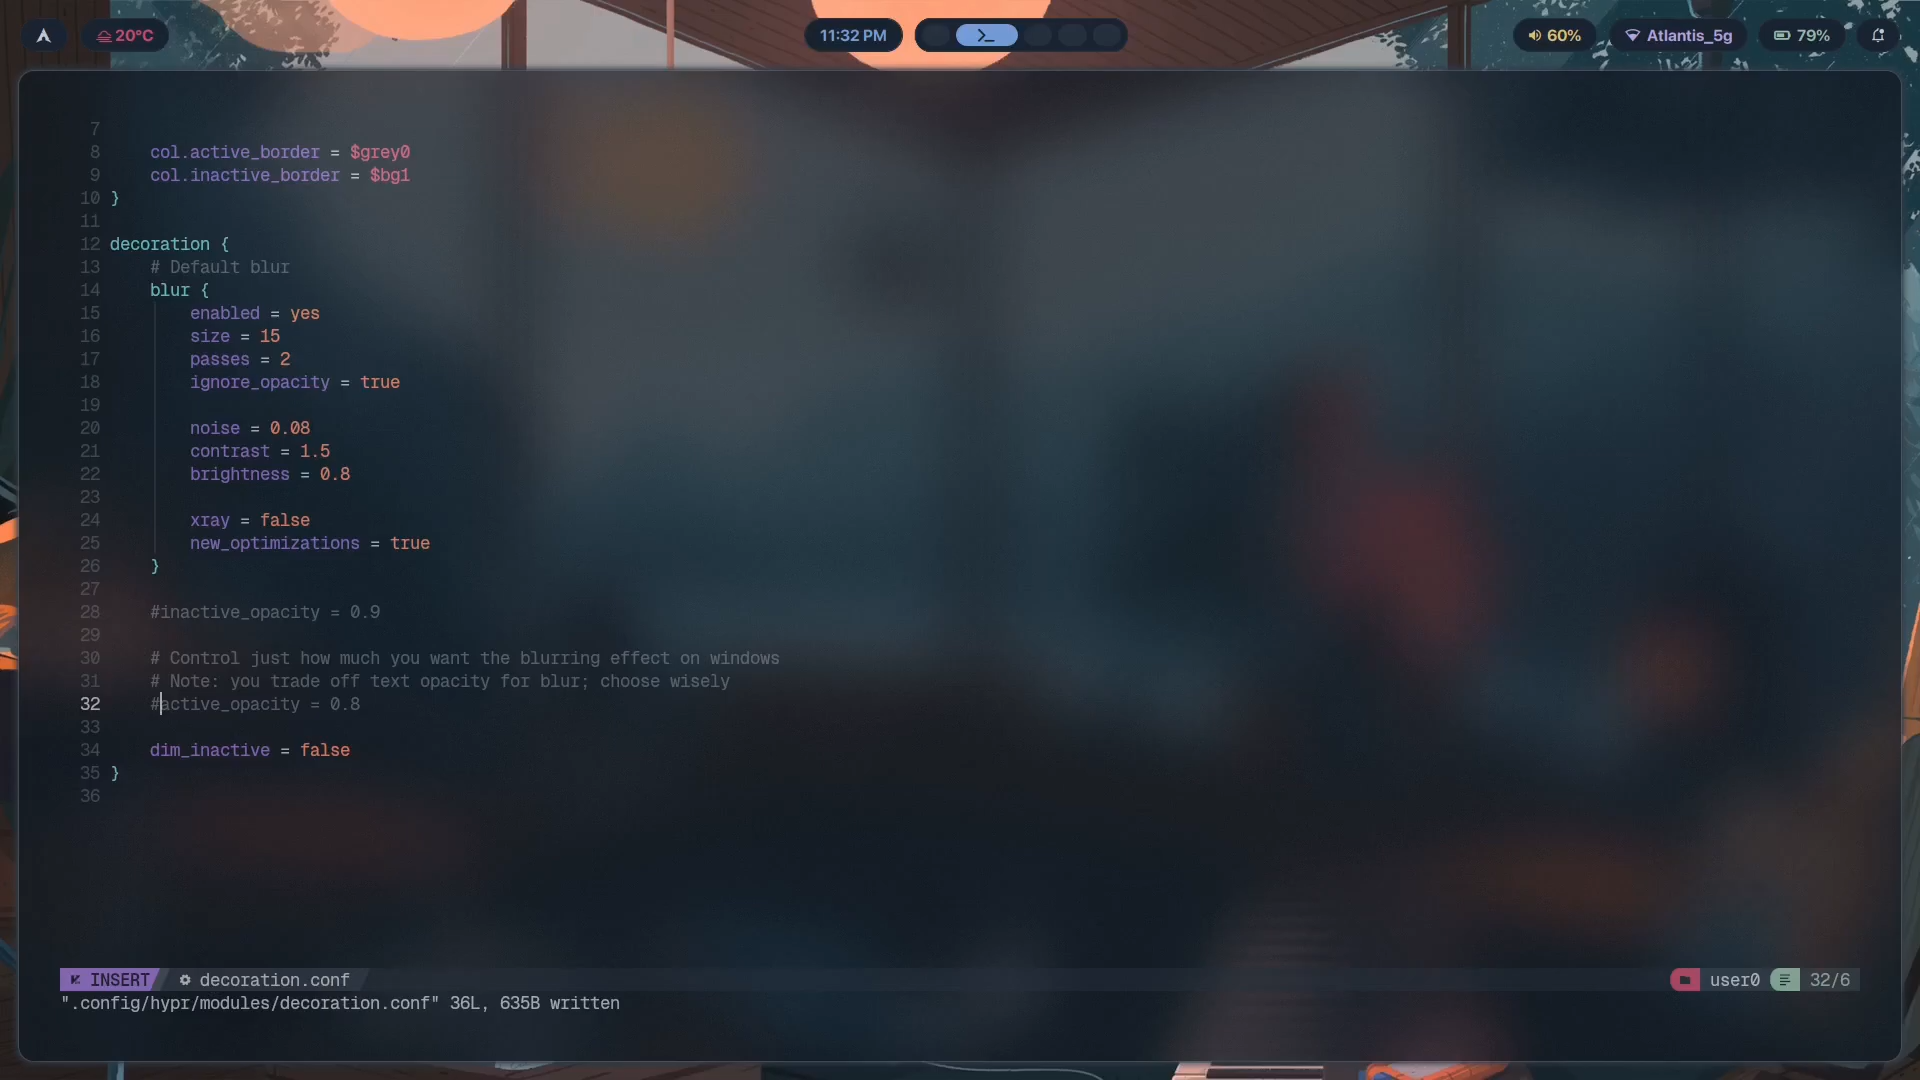 20°C
11:32 PM
60%
Atlantis_5g
79%
7
8 col.active_border = $grey0
9 col.inactive_border = $bg1
10 }
11
12 decoration {
13 # Default blur
14 blur {
15 enabled = yes
16 size = 15
17 passes = 2
18 ignore_opacity = true
19
20 noise = 0.08
21 contrast = 1.5
22 brightness = 0.8
23
24 xray = false
25 new_optimizations = true
26 }
27
28 #inactive_opacity = 0.9
29
30 # Control just how much you want the blurring effect on windows
31 # Note: you trade off text opacity for blur; choose wisely
32 #active_opacity = 0.8
33
34 dim_inactive = false
35 }
36
INSERT decoration.conf user0 32/6
".config/hypr/modules/decoration.conf" 36L, 635B written